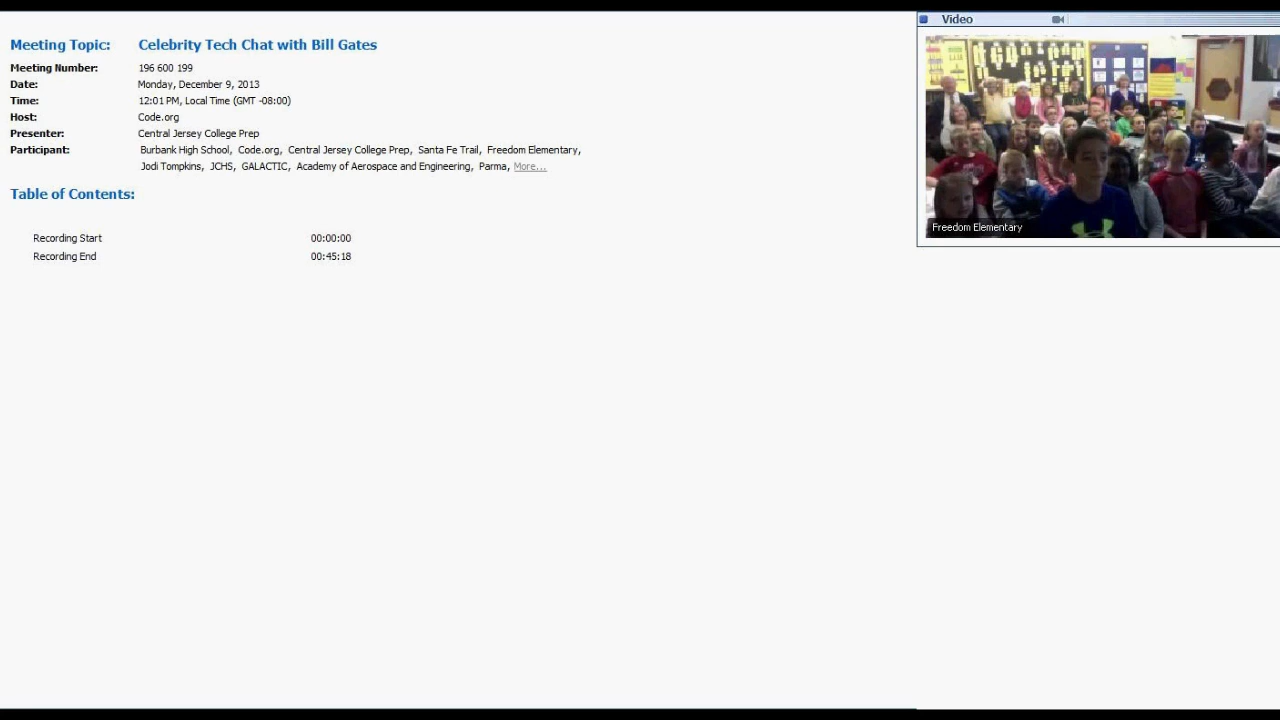 Meeting Topic: Celebrity Tech Chat with Bill Gates
Meeting Number: 196 600 199
Date: Monday, December 9, 2013
Time: 12:01 PM, Local Time (GMT -08:00)
Host: Code.org
Presenter: Central Jersey College Prep
Participant: Burbank High School, Code.org, Central Jersey College Prep, Santa Fe Trail, Freedom Elementary,
Jodi Tompkins, JCHS, GALACTIC, Academy of Aerospace and Engineering, Parma, More...
Table of Contents:
Recording Start 00:00:00
Recording End 00:45:18
Video
Freedom Elementary